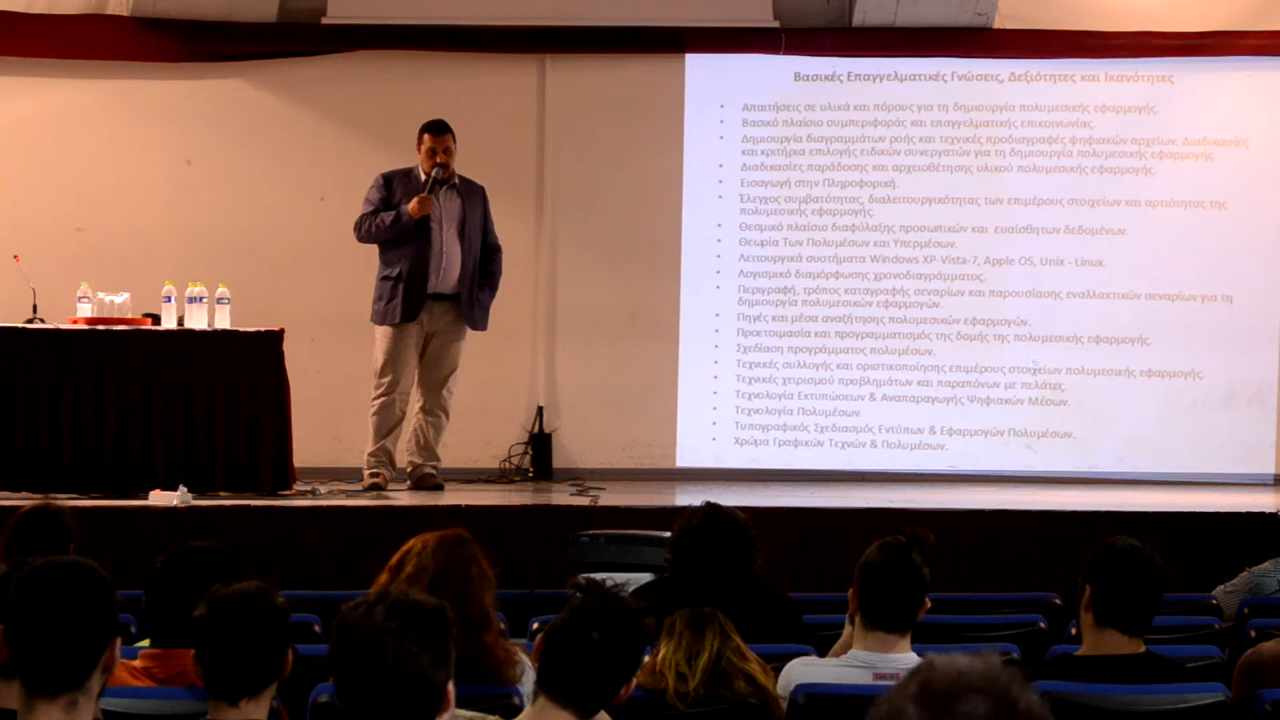 Βασικές Επαγγελματικές Γνώσεις, Δεξιότητες και Ικανότητες
• Απαιτήσεις σε υλικά και πόρους για τη δημιουργία πολυμεσικής εφαρμογής.
• Βασικό πλαίσιο συμπεριφοράς και επαγγελματικής επικοινωνίας.
• Δημιουργία διαγραμμάτων ροής και τεχνικές προδιαγραφές ψηφιακών αρχείων. Διαδικασίες
και κριτήρια επιλογής ειδικών συνεργατών για τη δημιουργία πολυμεσικής εφαρμογής.
• Διαδικασίες παράδοσης και αρχειοθέτησης υλικού πολυμεσικής εφαρμογής.
• Εισαγωγή στην Πληροφορική.
• Έλεγχος συμβατότητας, διαλειτουργικότητας των επιμέρους στοιχείων και αρτιότητας της
πολυμεσικής εφαρμογής.
• Θεσμικό πλαίσιο διαφύλαξης προσωπικών και ευαίσθητων δεδομένων.
• Θεωρία Των Πολυμέσων και Υπερμέσων.
• Λειτουργικά συστήματα Windows XP-Vista-7, Apple OS, Unix - Linux.
• Λογισμικό διαμόρφωσης χρονοδιαγράμματος.
• Περιγραφή, τρόπος καταγραφής σεναρίων και παρουσίασης εναλλακτικών σεναρίων για τη
δημιουργία πολυμεσικών εφαρμογών.
• Πηγές και μέσα αναζήτησης πολυμεσικών εφαρμογών.
• Προετοιμασία και προγραμματισμός της δομής της πολυμεσικής εφαρμογής.
• Σχεδίαση προγράμματος πολυμέσων.
• Τεχνικές συλλογής και οριστικοποίησης επιμέρους στοιχείων πολυμεσικής εφαρμογής.
• Τεχνικές χειρισμού προβλημάτων και παραπόνων με πελάτες.
• Τεχνολογία Εκτυπώσεων & Αναπαραγωγής Ψηφιακών Μέσων.
• Τεχνολογία Πολυμέσων.
• Τυπογραφικός Σχεδιασμός Εντύπων & Εφαρμογών Πολυμέσων.
• Χρώμα Γραφικών Τεχνών & Πολυμέσων.